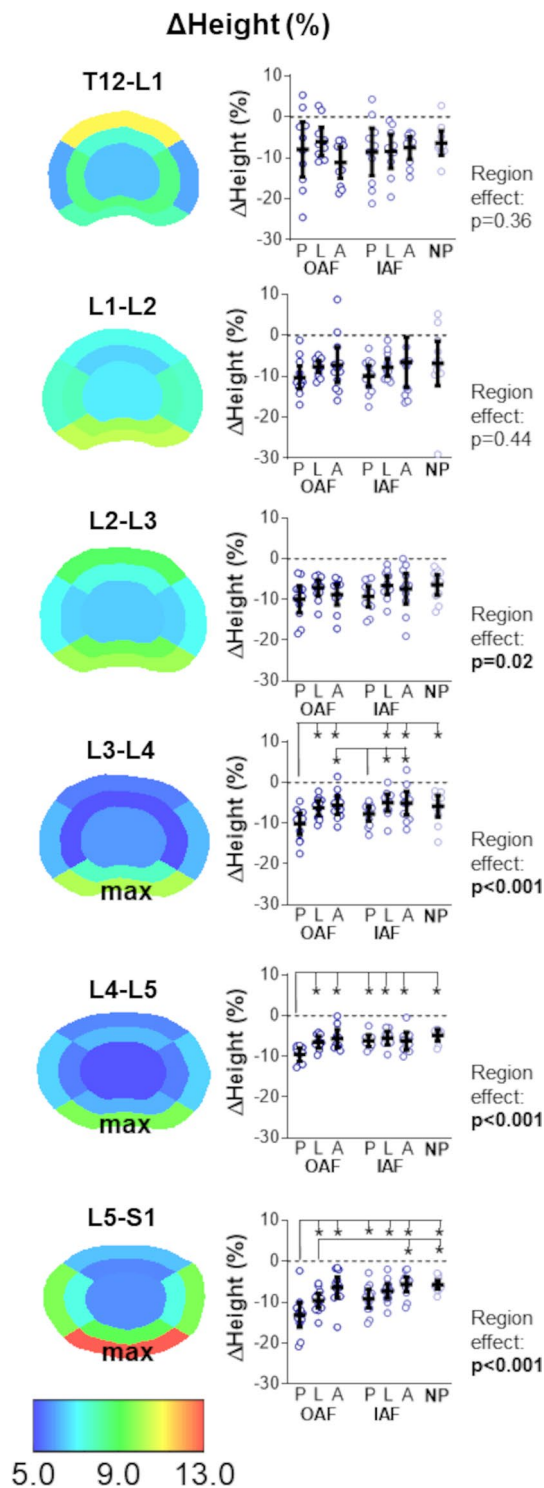 ΔHeight (%)
T12-L1
ΔHeight (%)
10
0
-10
-20
-30
P L A P L A NP
OAF IAF
Region
effect:
p=0.36
L1-L2
ΔHeight (%)
10
0
-10
-20
-30
P L A P L A NP
OAF IAF
Region
effect:
p=0.44
L2-L3
ΔHeight (%)
10
0
-10
-20
-30
P L A P L A NP
OAF IAF
Region
effect:
p=0.02
L3-L4
max
ΔHeight (%)
* * * * *
* * *
10
0
-10
-20
-30
P L A P L A NP
OAF IAF
Region
effect:
p<0.001
L4-L5
max
ΔHeight (%)
10
* * * * * *
0
-10
-20
-30
P L A P L A NP
OAF IAF
Region
effect:
p<0.001
L5-S1
max
ΔHeight (%)
10
* * * * * *
* *
0
-10
-20
-30
P L A P L A NP
OAF IAF
Region
effect:
p<0.001
5.0 9.0 13.0